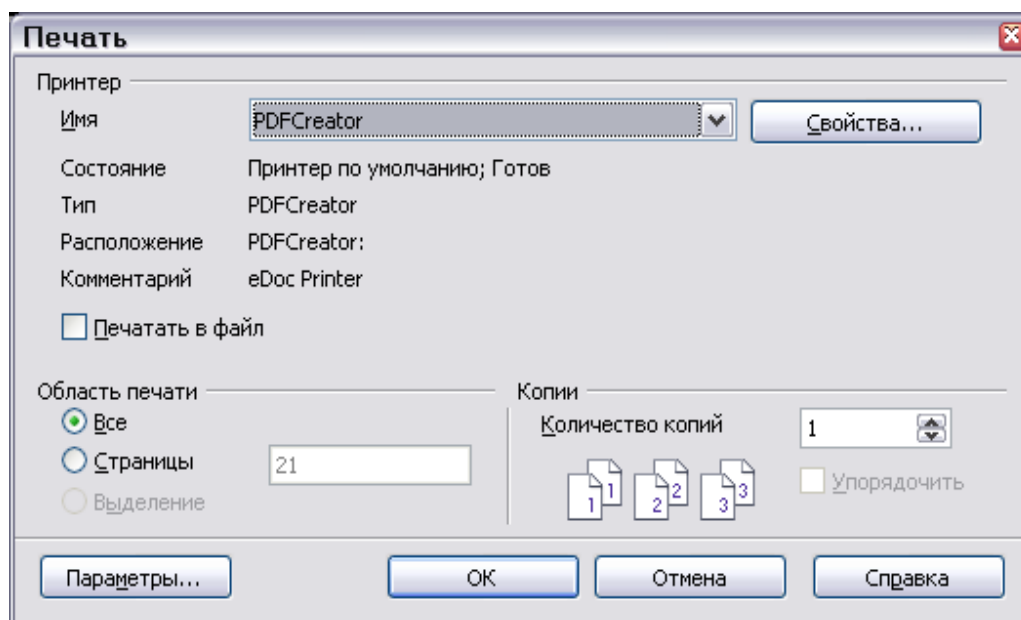 Печать
Принтер
Имя PDFCreator Свойства...
Состояние Принтер по умолчанию; Готов
Тип PDFCreator
Расположение PDFCreator:
Комментарий eDoc Printer
Печатать в файл
Область печати Копии
Все Количество копий 1
Страницы 21
Выделение 1 1 2 2 3 3 Упорядочить
Параметры... OK Отмена Справка